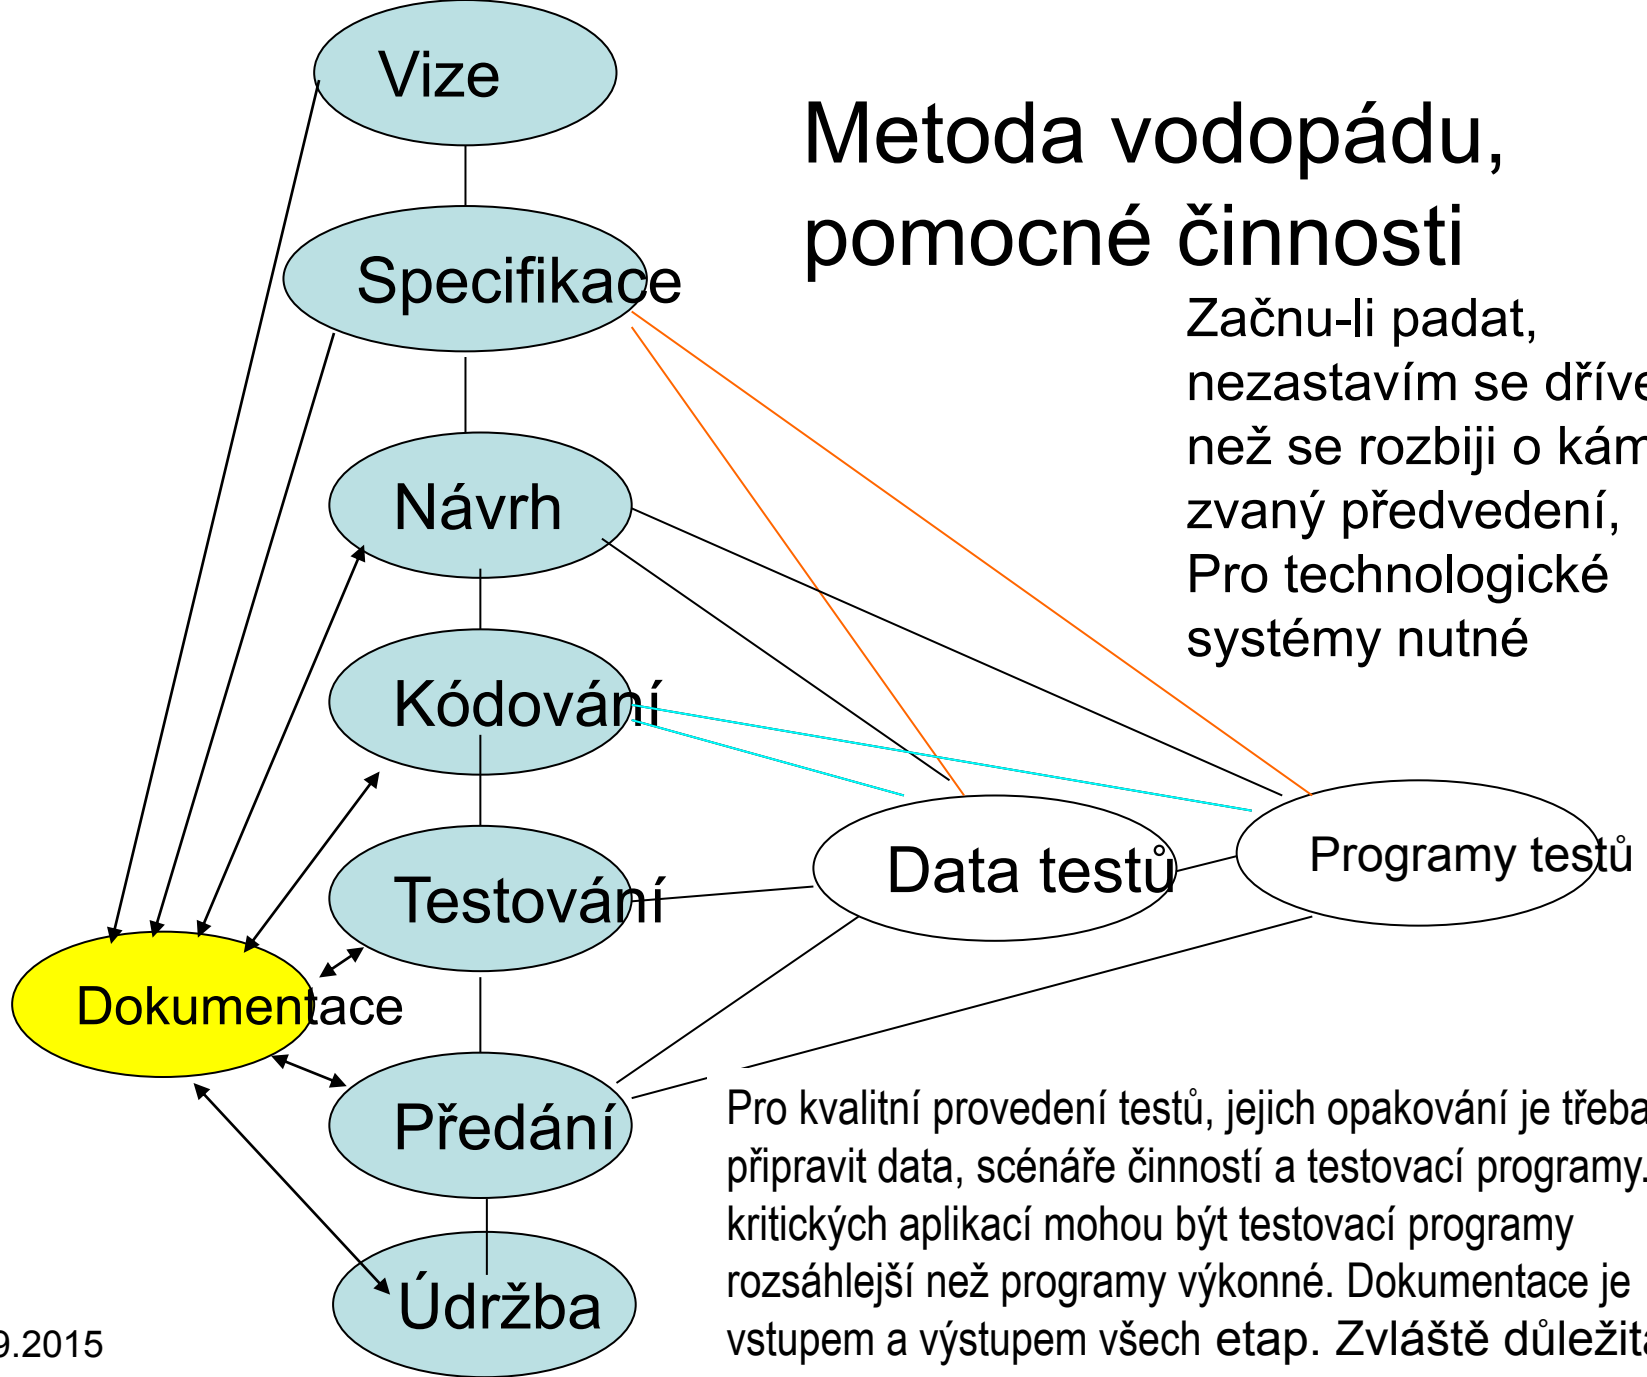 Vize
Metoda vodopádu,
pomocné činnosti
Specifikace
Začnu-li padat,
nezastavím se dříve
než se rozbiji o kám
zvaný předvedení,
Pro technologické
systémy nutné
Návrh
Kódování
Testování
Data testů
Programy testů
Dokumentace
Předání
Údržba
Pro kvalitní provedení testů, jejich opakování je třeba
připravit data, scénáře činností a testovací programy.
kritických aplikací mohou být testovací programy
rozsáhlejší než programy výkonné. Dokumentace je
vstupem a výstupem všech etap. Zvláště důležitá
9.2015